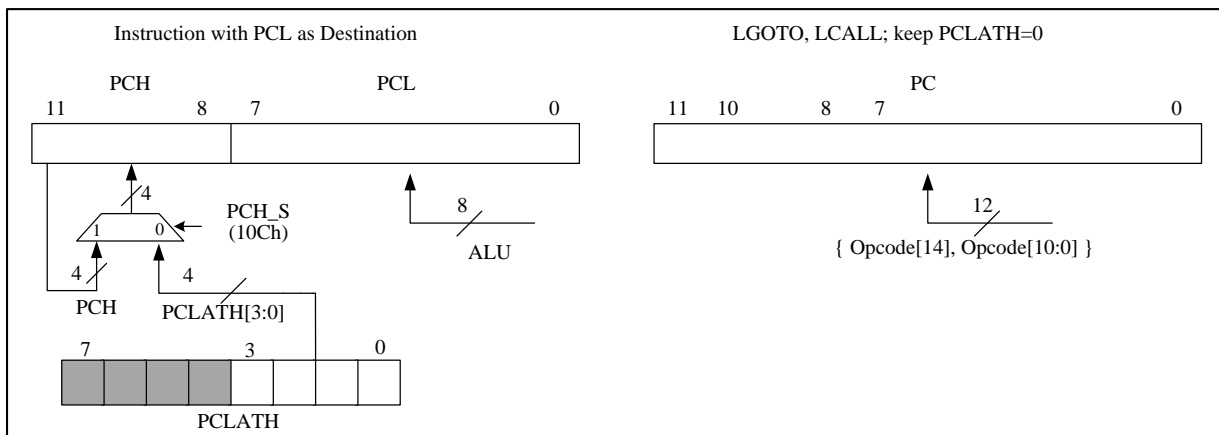 Instruction with PCL as Destination
LGOTO, LCALL; keep PCLATH=0
PCH
PCL
PC
11
8
7
0
11
10
8
7
0
4
1
0
PCH_S
(10Ch)
8
ALU
12
{ Opcode[14], Opcode[10:0] }
4
4
PCH
PCLATH[3:0]
7
3
0
PCLATH